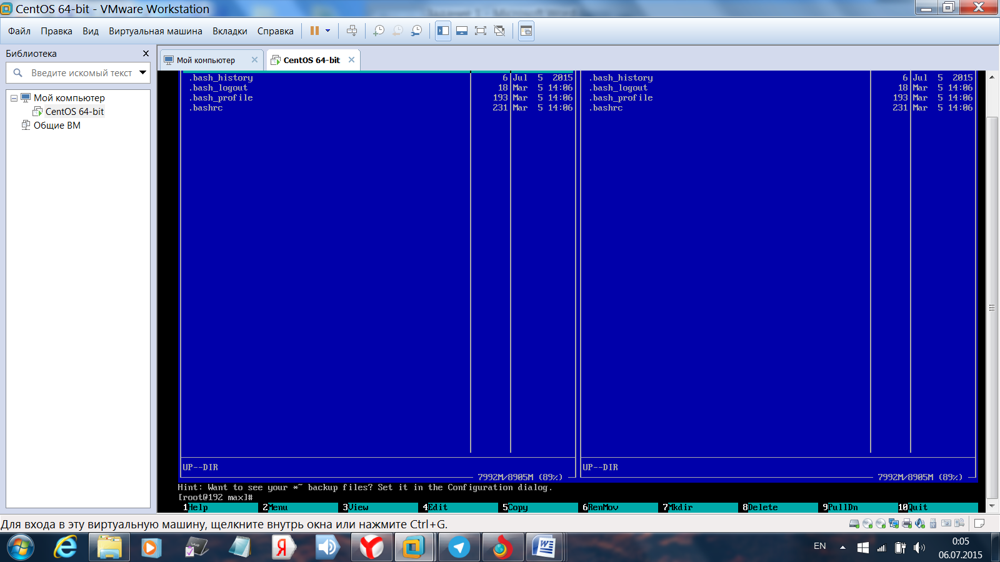 CentOS 64-bit - VMware Workstation
Файл Правка Вид Виртуальная машина Вкладки Справка
Библиотека
Введите искомый текст
Мой компьютер
CentOS 64-bit
Общие ВМ
Мой компьютер CentOS 64-bit
.bash_history 6 Jul 5 2015 .bash_history 6 Jul 5 2015
.bash_logout 18 Mar 5 14:06 .bash_logout 18 Mar 5 14:06
.bash_profile 193 Mar 5 14:06 .bash_profile 193 Mar 5 14:06
.bashrc 231 Mar 5 14:06 .bashrc 231 Mar 5 14:06
UP--DIR UP--DIR
7992M/8905M (89%) 7992M/8905M (89%)
Hint: Want to see your *~ backup files? Set it in the Configuration dialog.
[root@192 max]#
1Help 2Menu 3View 4Edit 5Copy 6RenMov 7Mkdir 8Delete 9PullDn 10Quit
Для входа в эту виртуальную машину, щелкните внутрь окна или нажмите Ctrl+G.
EN 0:05
06.07.2015